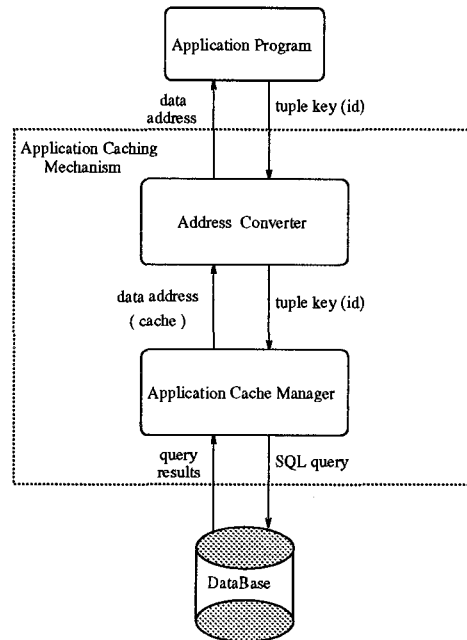 Application Program
data
address
tuple key (id)
Application Caching
Mechanism
Address Converter
data address
( cache )
tuple key (id)
Application Cache Manager
query
results
SQL query
DataBase